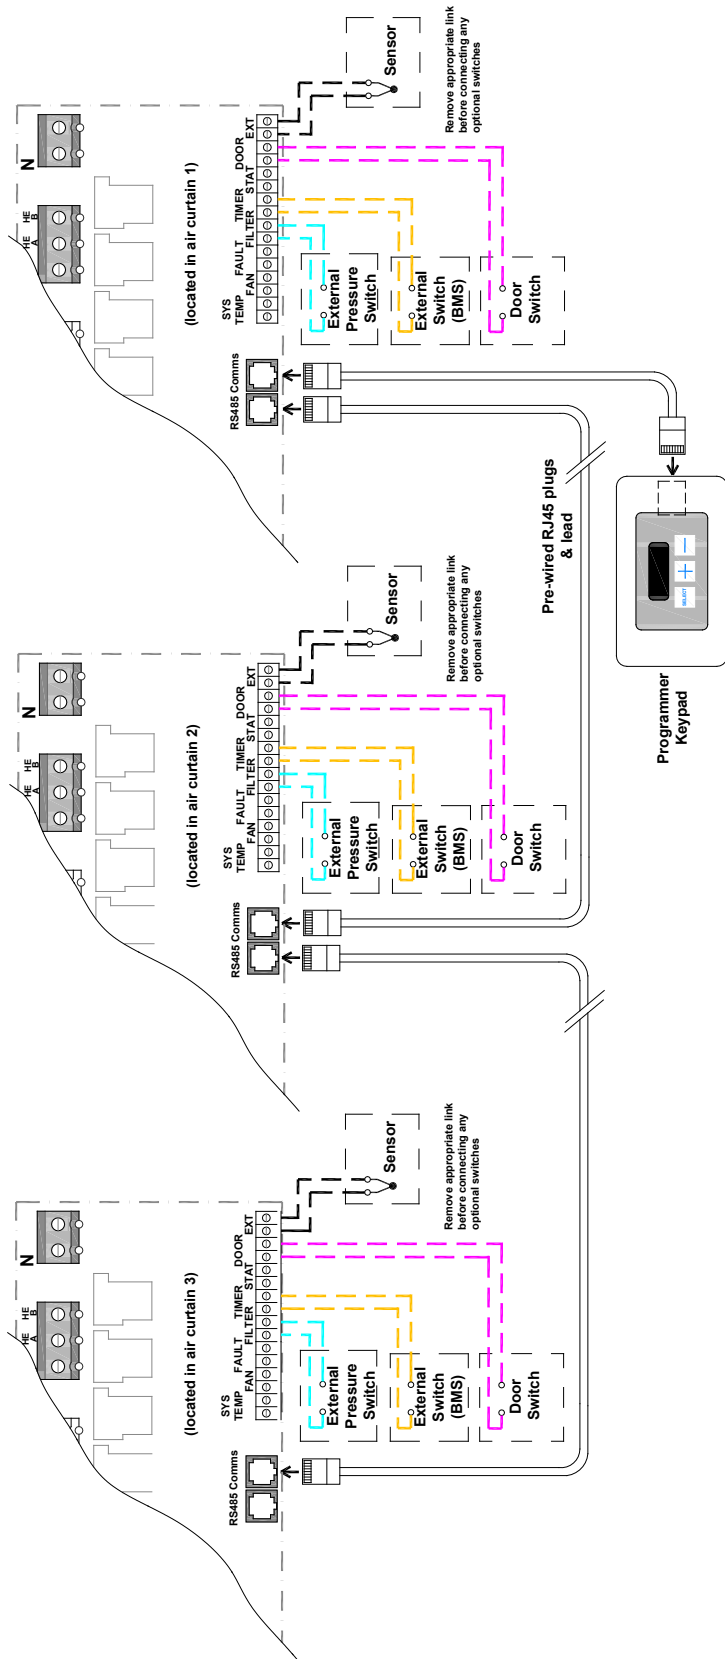 HE
A
HE
B
N
(located in air curtain 3)
RS485 Comms
SYS
TEMP
FAN
FAULT
FILTER
TIMER
STAT
DOOR
EXT
External
Pressure
Switch
External
Switch
(BMS)
Door
Switch
Sensor
Remove appropriate link
before connecting any
optional switches
HE
A
HE
B
N
(located in air curtain 2)
RS485 Comms
SYS
TEMP
FAN
FAULT
FILTER
TIMER
STAT
DOOR
EXT
External
Pressure
Switch
External
Switch
(BMS)
Door
Switch
Sensor
Remove appropriate link
before connecting any
optional switches
HE
A
HE
B
N
(located in air curtain 1)
RS485 Comms
SYS
TEMP
FAN
FAULT
FILTER
TIMER
STAT
DOOR
EXT
External
Pressure
Switch
External
Switch
(BMS)
Door
Switch
Sensor
Remove appropriate link
before connecting any
optional switches
Pre-wired RJ45 plugs
& lead
Programmer
Keypad
SELECT